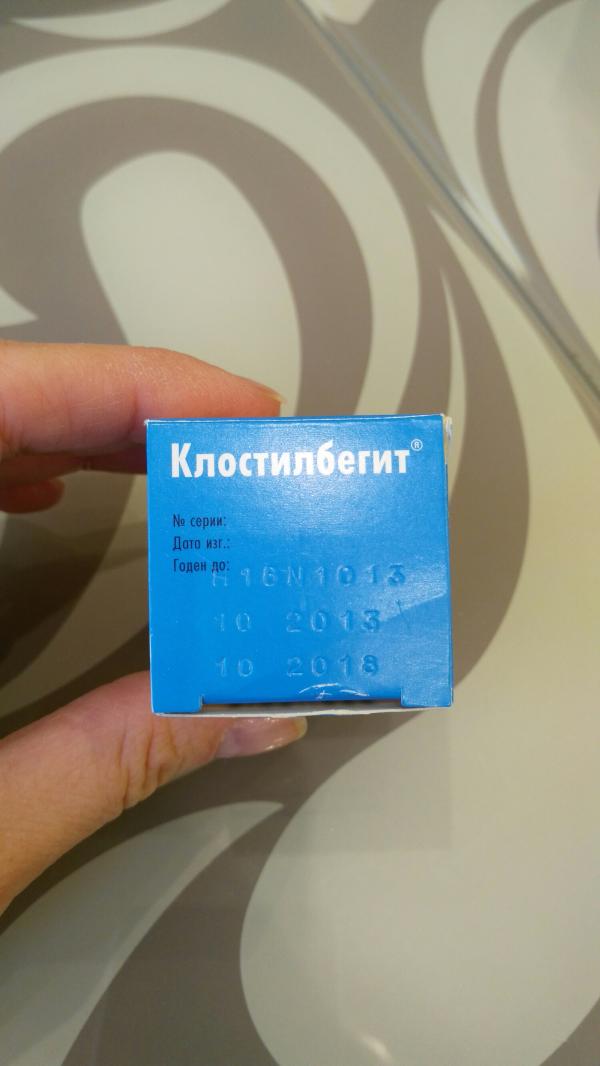 Клостилбегит®
№ серии:
Дата изг.:
Годен до:
H16N1013
10 2013
10 2018